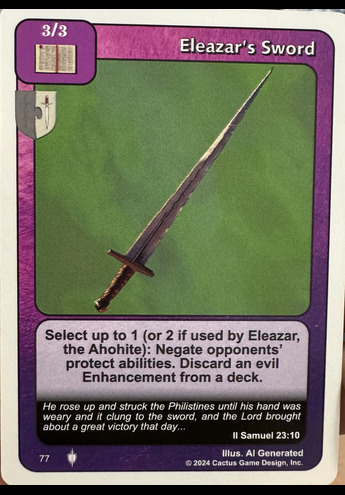 3/3
Eleazar's Sword
Select up to 1 (or 2 if used by Eleazar,
the Ahohite): Negate opponents'
protect abilities. Discard an evil
Enhancement from a deck.
He rose up and struck the Philistines until his hand was
weary and it clung to the sword, and the Lord brought
about a great victory that day...
II Samuel 23:10
77
Illus. AI Generated
© 2024 Cactus Game Design, Inc.